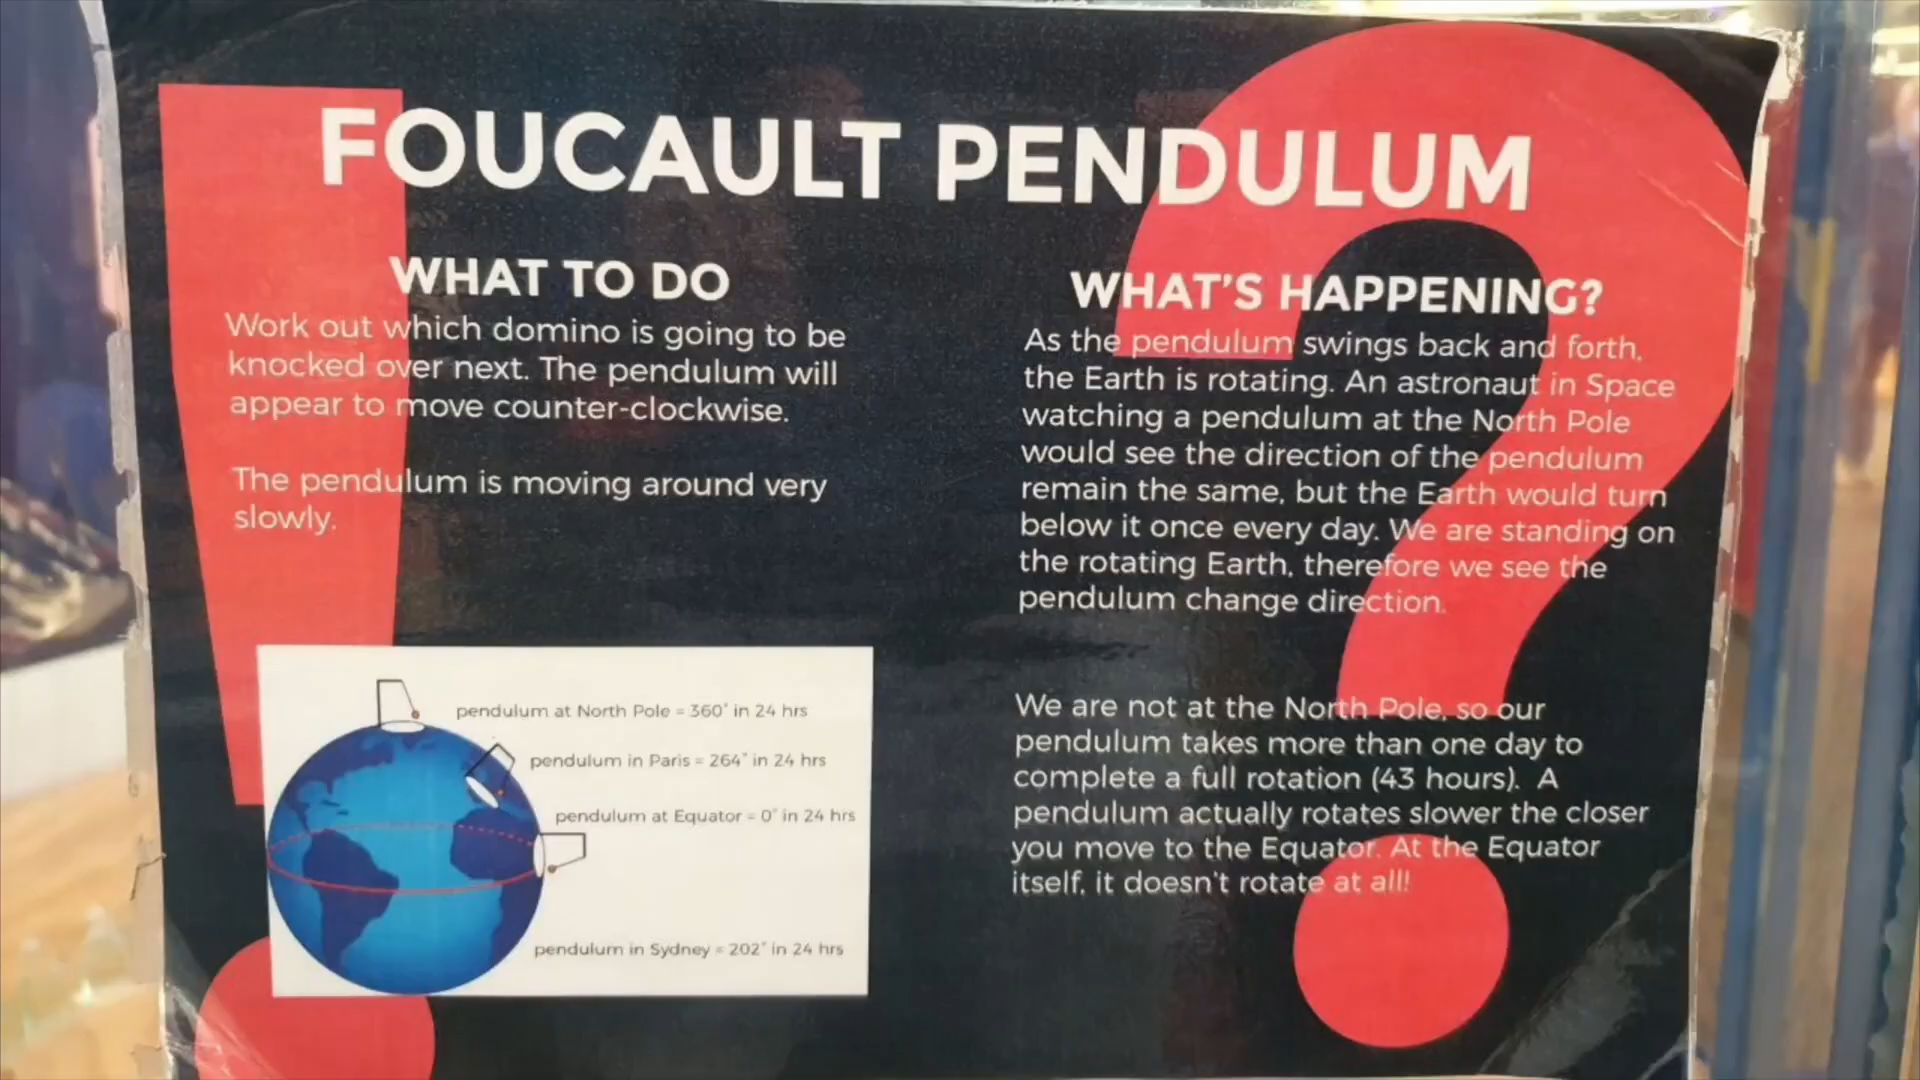 FOUCAULT PENDULUM
WHAT TO DO
Work out which domino is going to be
knocked over next. The pendulum will
appear to move counter-clockwise.
The pendulum is moving around very
slowly.
pendulum at North Pole = 360° in 24 hrs
pendulum in Paris = 264° in 24 hrs
pendulum at Equator = 0° in 24 hrs
pendulum in Sydney = 202° in 24 hrs
WHAT'S HAPPENING?
As the pendulum swings back and forth,
the Earth is rotating. An astronaut in Space
watching a pendulum at the North Pole
would see the direction of the pendulum
remain the same, but the Earth would turn
below it once every day. We are standing on
the rotating Earth, therefore we see the
pendulum change direction.
We are not at the North Pole, so our
pendulum takes more than one day to
complete a full rotation (43 hours). A
pendulum actually rotates slower the closer
you move to the Equator. At the Equator
itself, it doesn't rotate at all!